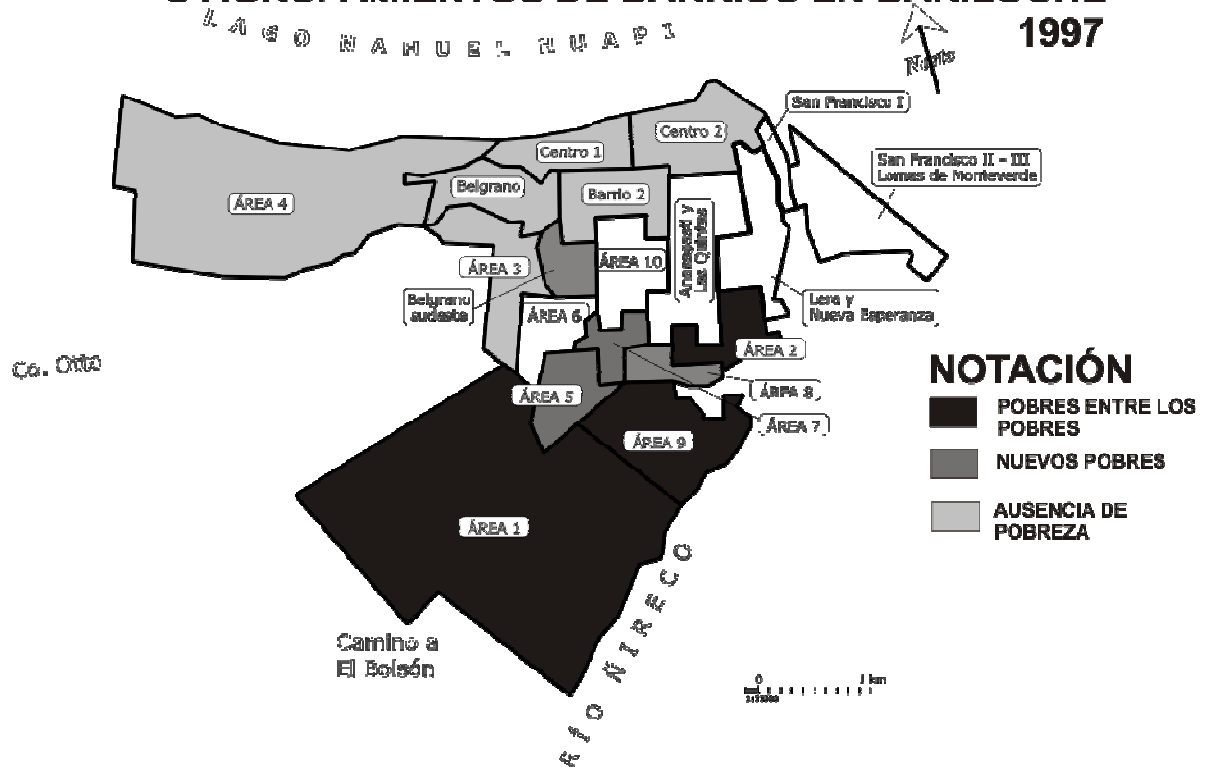 1997
LAGO NAHUEL HUAPI
Norte
San Francisco I
Centro 2
Centro 1
San Francisco II - III
Lomas de Monteverde
Belgrano
Barrio 2
ÁREA 4
Las Quintas
ÁREA 10
ÁREA 3
Belgrano
sudeste
ÁREA 6
Lera y
Nueva Esperanza
ÁREA 2
Co. Otto
NOTACIÓN
ÁREA 5
ÁREA 8
POBRES ENTRE LOS
POBRES
ÁREA 7
ÁREA 9
NUEVOS POBRES
ÁREA 1
AUSENCIA DE
POBREZA
RÍO ÑIRECO
Camino a
El Bolsón
0 1 km